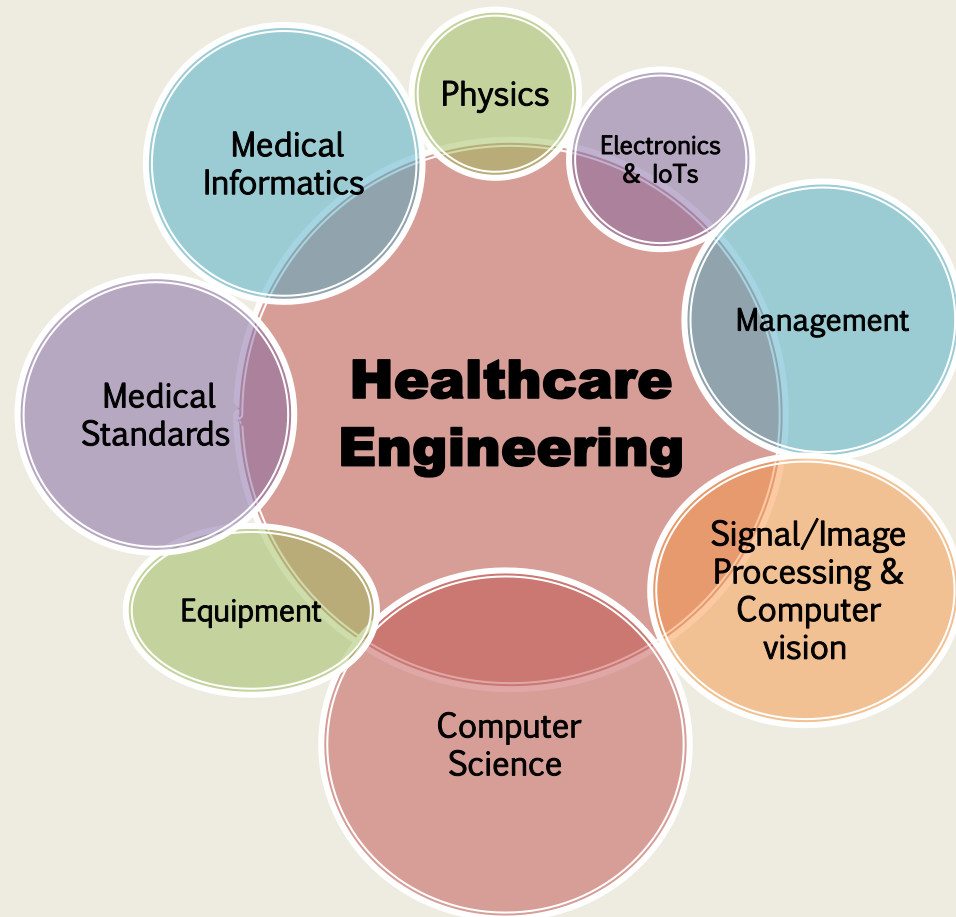 Physics
Electronics
& IoTs
Medical
Informatics
Management
Healthcare
Engineering
Medical
Standards
Signal/Image
Processing &
Computer
vision
Equipment
Computer
Science